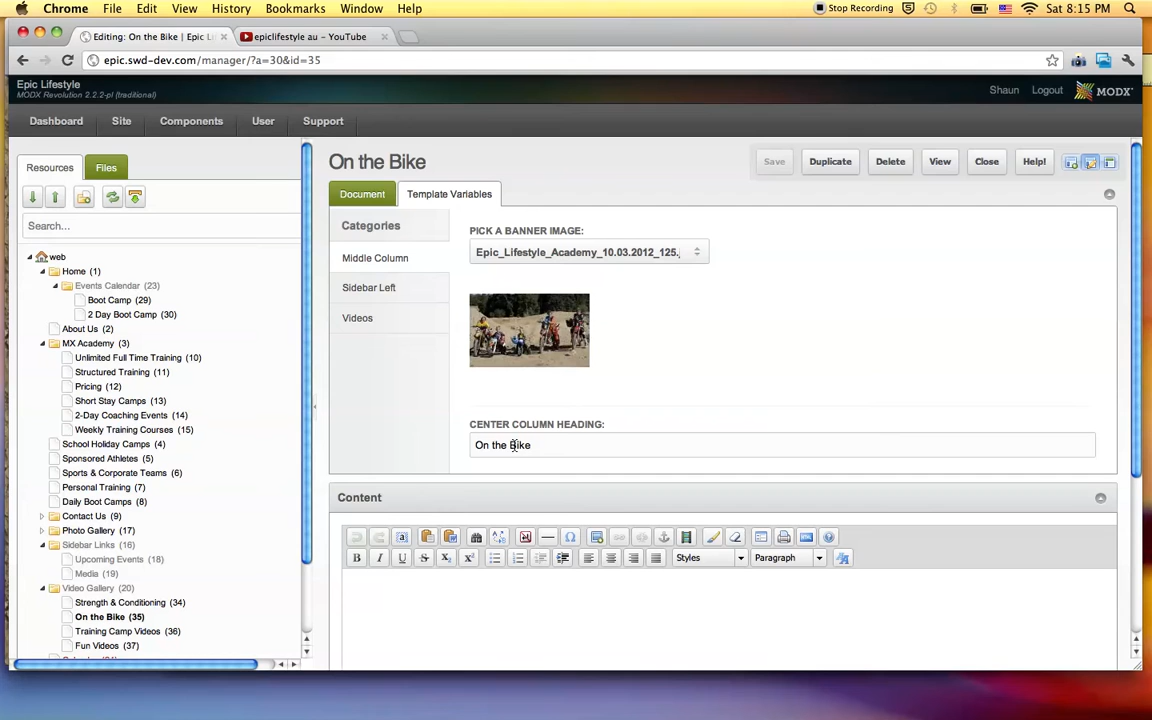 Chrome File Edit View History Bookmarks Window Help Stop Recording Sat 8:15 PM
Editing: On the Bike | Epic Li epiclifestyle au - YouTube
epic.swd-dev.com/manager/?a=30&id=35
Epic Lifestyle
MODX Revolution 2.2.2-pl (traditional)
Shaun Logout MODX
Dashboard Site Components User Support
Resources Files
Search...
web
Home (1)
Events Calendar (23)
Boot Camp (29)
2 Day Boot Camp (30)
About Us (2)
MX Academy (3)
Unlimited Full Time Training (10)
Structured Training (11)
Pricing (12)
Short Stay Camps (13)
2-Day Coaching Events (14)
Weekly Training Courses (15)
School Holiday Camps (4)
Sponsored Athletes (5)
Sports & Corporate Teams (6)
Personal Training (7)
Daily Boot Camps (8)
Contact Us (9)
Photo Gallery (17)
Sidebar Links (16)
Upcoming Events (18)
Media (19)
Video Gallery (20)
Strength & Conditioning (34)
On the Bike (35)
Training Camp Videos (36)
Fun Videos (37)
On the Bike
Save Duplicate Delete View Close Help!
Document Template Variables
Categories
Middle Column
Sidebar Left
Videos
PICK A BANNER IMAGE:
Epic_Lifestyle_Academy_10.03.2012_125.j
CENTER COLUMN HEADING:
On the Bike
Content
Styles Paragraph